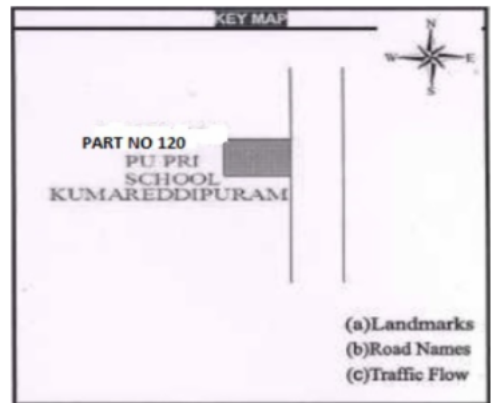 KEY MAP
N
W E
S
PART NO 120
PU PRI
SCHOOL
KUMAREDDIPURAM
(a)Landmarks
(b)Road Names
(c)Traffic Flow